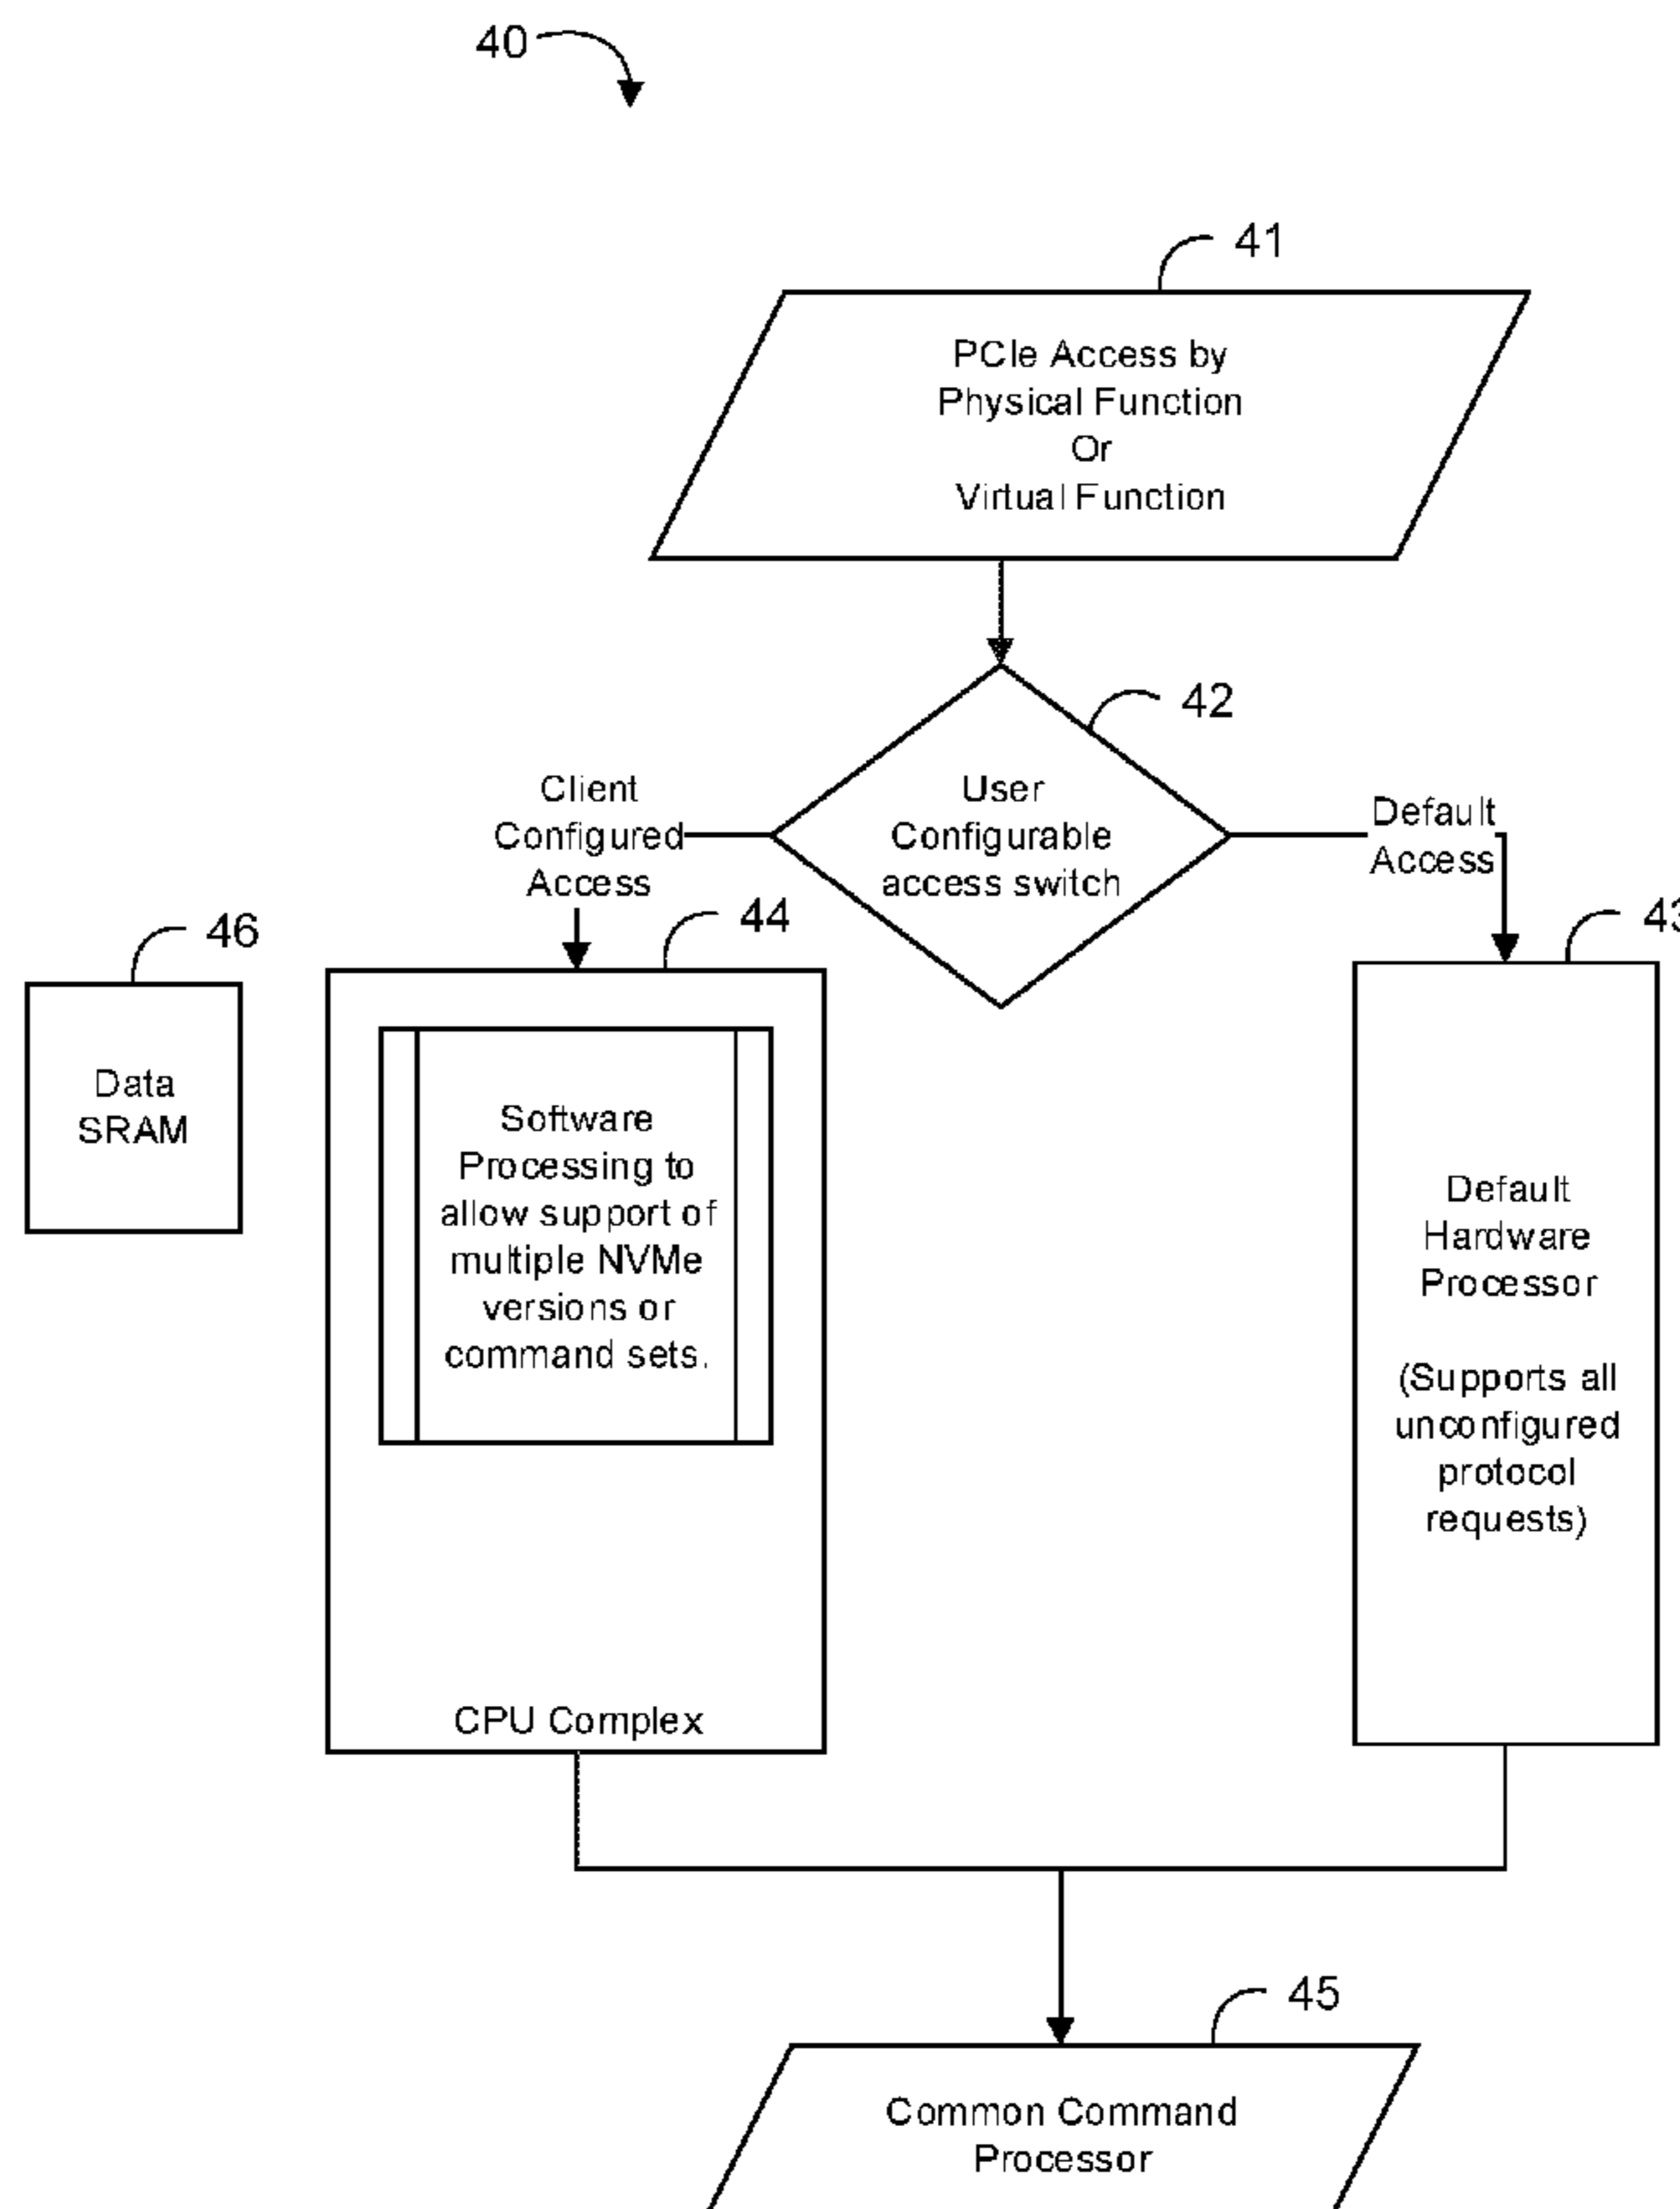 40
41
PCIe Access by
Physical Function
Or
Virtual Function
42
Client
Configured
Access
User
Configurable
access switch
Default
Access
46
44
43
Data
SRAM
Software
Processing to
allow support of
multiple NVMe
versions or
command sets.
Default
Hardware
Processor
(Supports all
unconfigured
protocol
requests)
CPU Complex
45
Common Command
Processor